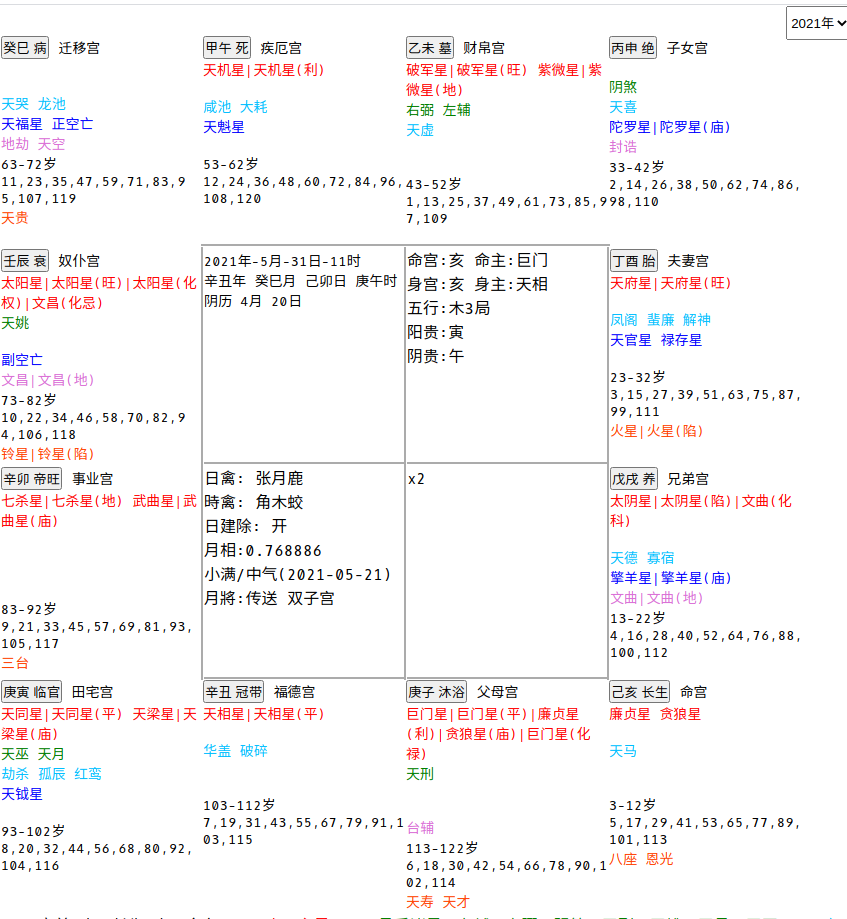 2021年
癸巳 病 迁移宫
天哭 龙池
天福星 正空亡
地劫 天空
63-72岁
11,23,35,47,59,71,83,9
5,107,119
天贵
甲午 死 疾厄宫
天机星|天机星(利)
咸池 大耗
天魁星
53-62岁
12,24,36,48,60,72,84,96,
108,120
乙未 墓 财帛宫
破军星|破军星(旺) 紫微星|紫
微星(地)
右弼 左辅
天虚
43-52岁
1,13,25,37,49,61,73,85,9
7,109
丙申 绝 子女宫
阴煞
天喜
陀罗星|陀罗星(庙)
封诰
33-42岁
2,14,26,38,50,62,74,86,
98,110
壬辰 衰 奴仆宫
太阳星|太阳星(旺)|太阳星(化
权)|文昌(化忌)
天姚
副空亡
文昌|文昌(地)
73-82岁
10,22,34,46,58,70,82,9
4,106,118
铃星|铃星(陷)
2021年-5月-31日-11时
辛丑年 癸巳月 己卯日 庚午时
阴历 4月 20日
命宫:亥 命主:巨门
身宫:亥 身主:天相
五行:木3局
阳贵:寅
阴贵:午
丁酉 胎 夫妻宫
天府星|天府星(旺)
凤阁 蜚廉 解神
天官星 禄存星
23-32岁
3,15,27,39,51,63,75,87,
99,111
火星|火星(陷)
辛卯 帝旺 事业宫
七杀星|七杀星(地) 武曲星|武
曲星(庙)
83-92岁
9,21,33,45,57,69,81,93,
105,117
三台
日禽: 张月鹿
時禽: 角木蛟
日建除: 开
月相:0.768886
小满/中气(2021-05-21)
月將:传送 双子宫
x2
戊戌 养 兄弟宫
太阴星|太阴星(陷)|文曲(化
科)
天德 寡宿
擎羊星|擎羊星(庙)
文曲|文曲(地)
13-22岁
4,16,28,40,52,64,76,88,
100,112
庚寅 临官 田宅宫
天同星|天同星(平) 天梁星|天
梁星(庙)
天巫 天月
劫杀 孤辰 红鸾
天钺星
93-102岁
8,20,32,44,56,68,80,92,
104,116
辛丑 冠带 福德宫
天相星|天相星(平)
华盖 破碎
103-112岁
7,19,31,43,55,67,79,91,1
03,115
庚子 沐浴 父母宫
巨门星|巨门星(平)|廉贞星
(利)|贪狼星(庙)|巨门星(化
禄)
天刑
台辅
113-122岁
6,18,30,42,54,66,78,90,1
02,114
天寿 天才
己亥 长生 命宫
廉贞星 贪狼星
天马
3-12岁
5,17,29,41,53,65,77,89,
101,113
八座 恩光